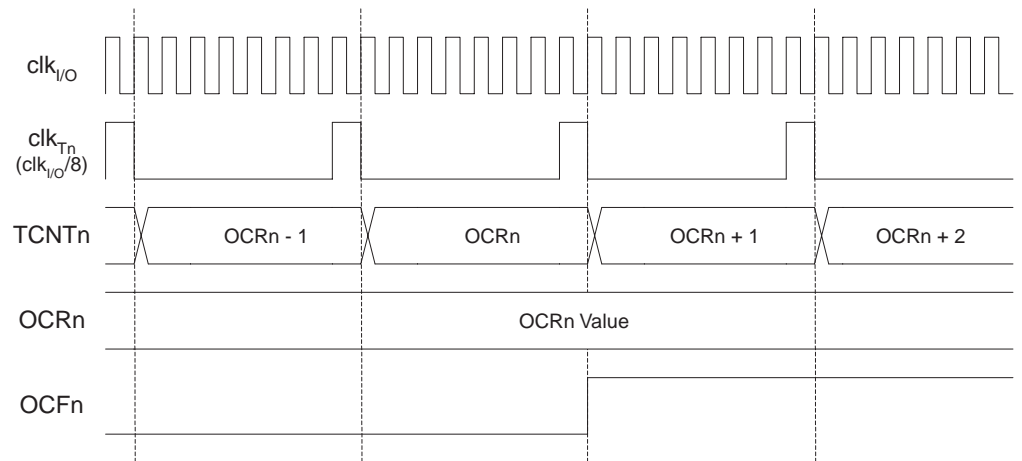 clkI/O
clkTn
(clkI/O/8)
TCNTn
OCRn - 1
OCRn
OCRn + 1
OCRn + 2
OCRn
OCRn Value
OCFn